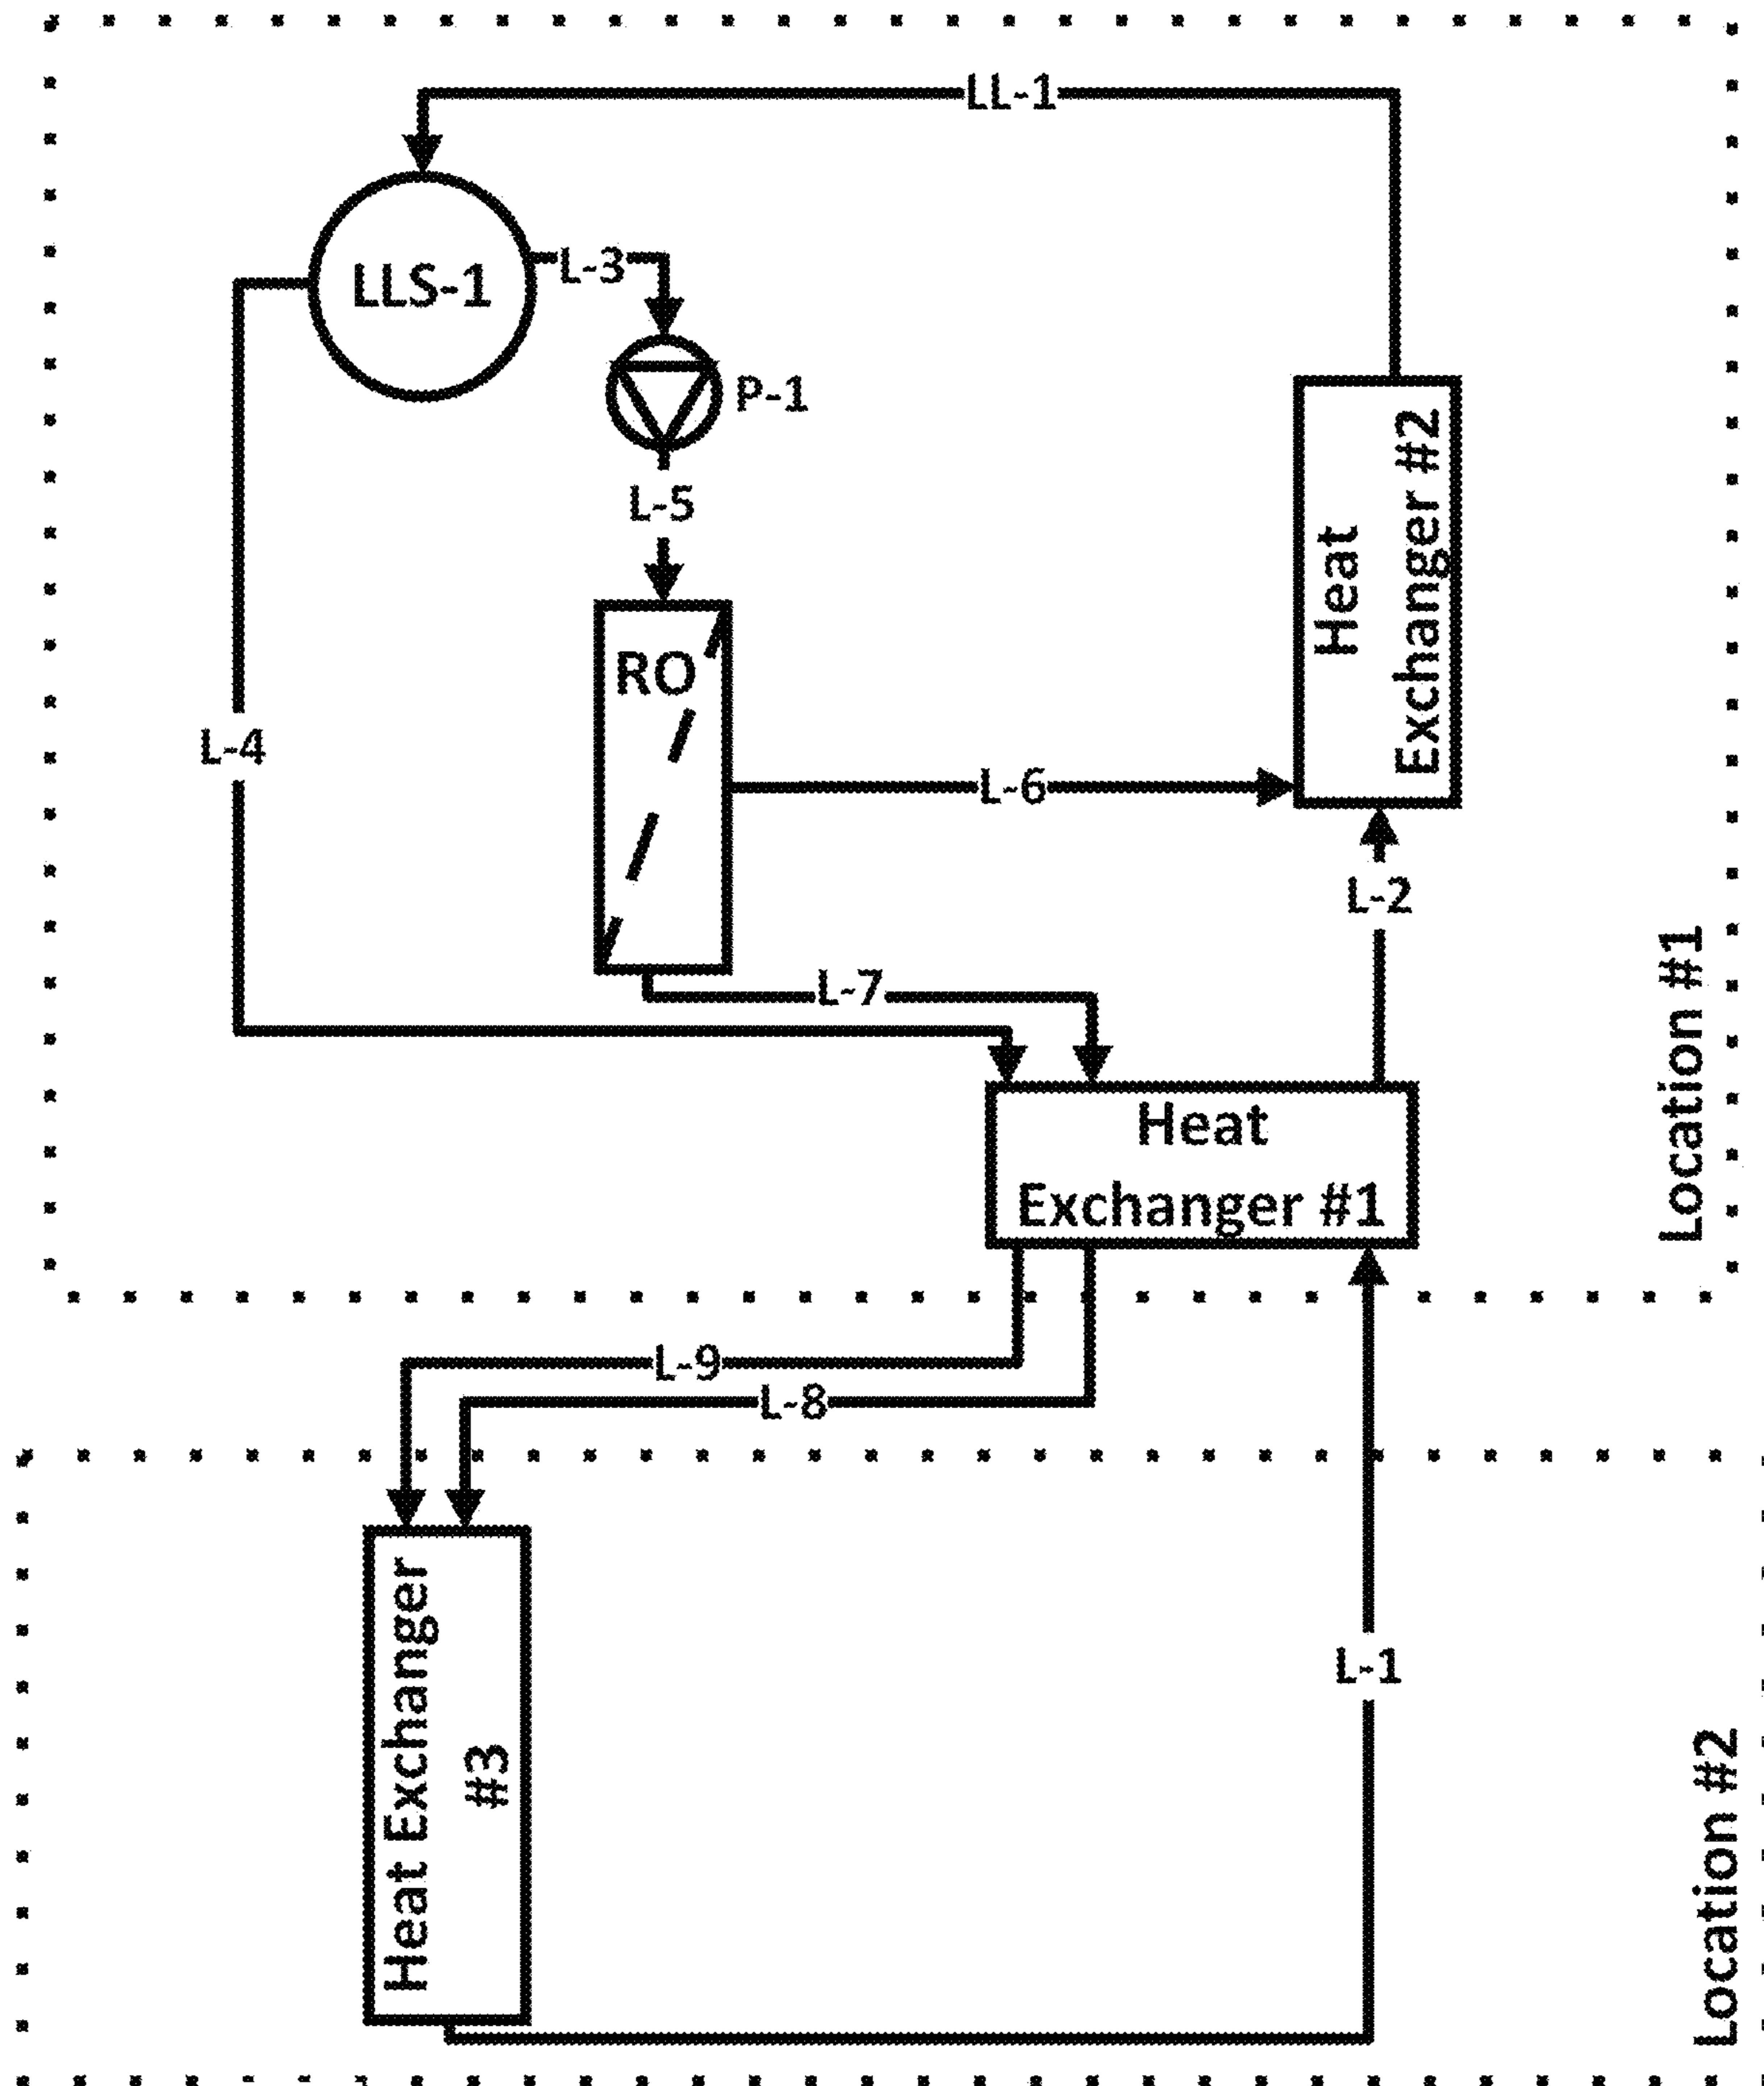 LL-1
LLS-1
L-3
P-1
L-5
Heat
Exchanger #2
RO
L-4
L-6
L-2
L-7
Location #1
Heat
Exchanger #1
L-9
L-8
Heat Exchanger
#3
L-1
Location #2